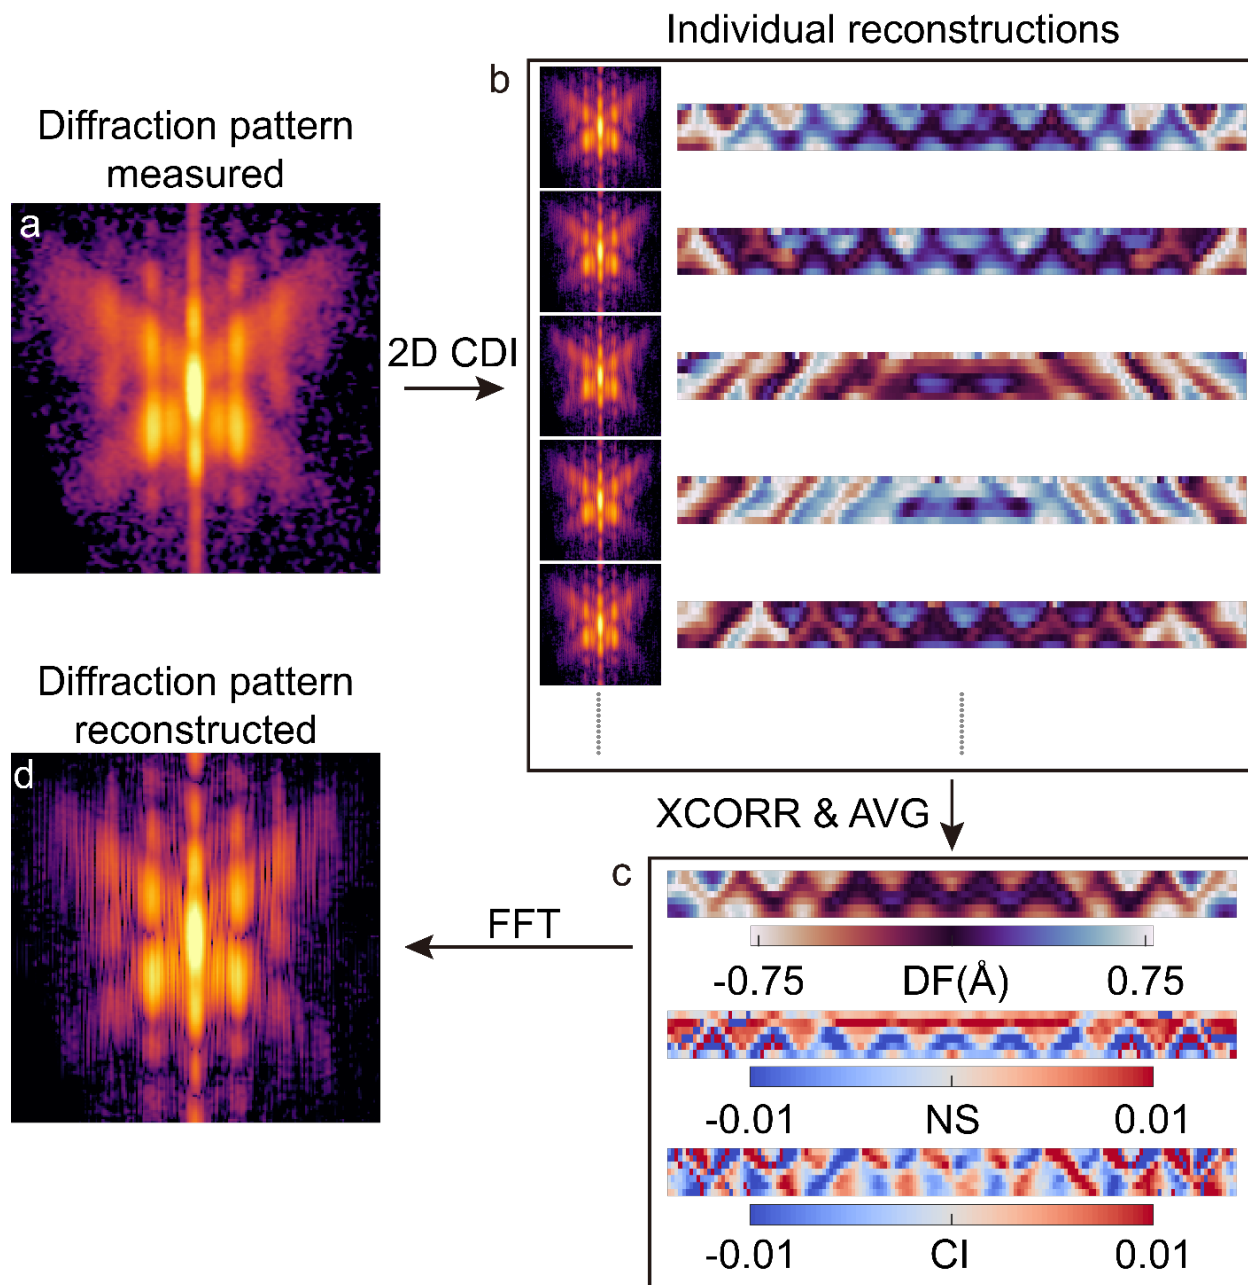 Individual reconstructions
b
Diffraction pattern
measured
a
2D CDI
Diffraction pattern
reconstructed
d
XCORR & AVG
c
FFT
-0.75 DF(Å) 0.75
-0.01 NS 0.01
-0.01 CI 0.01